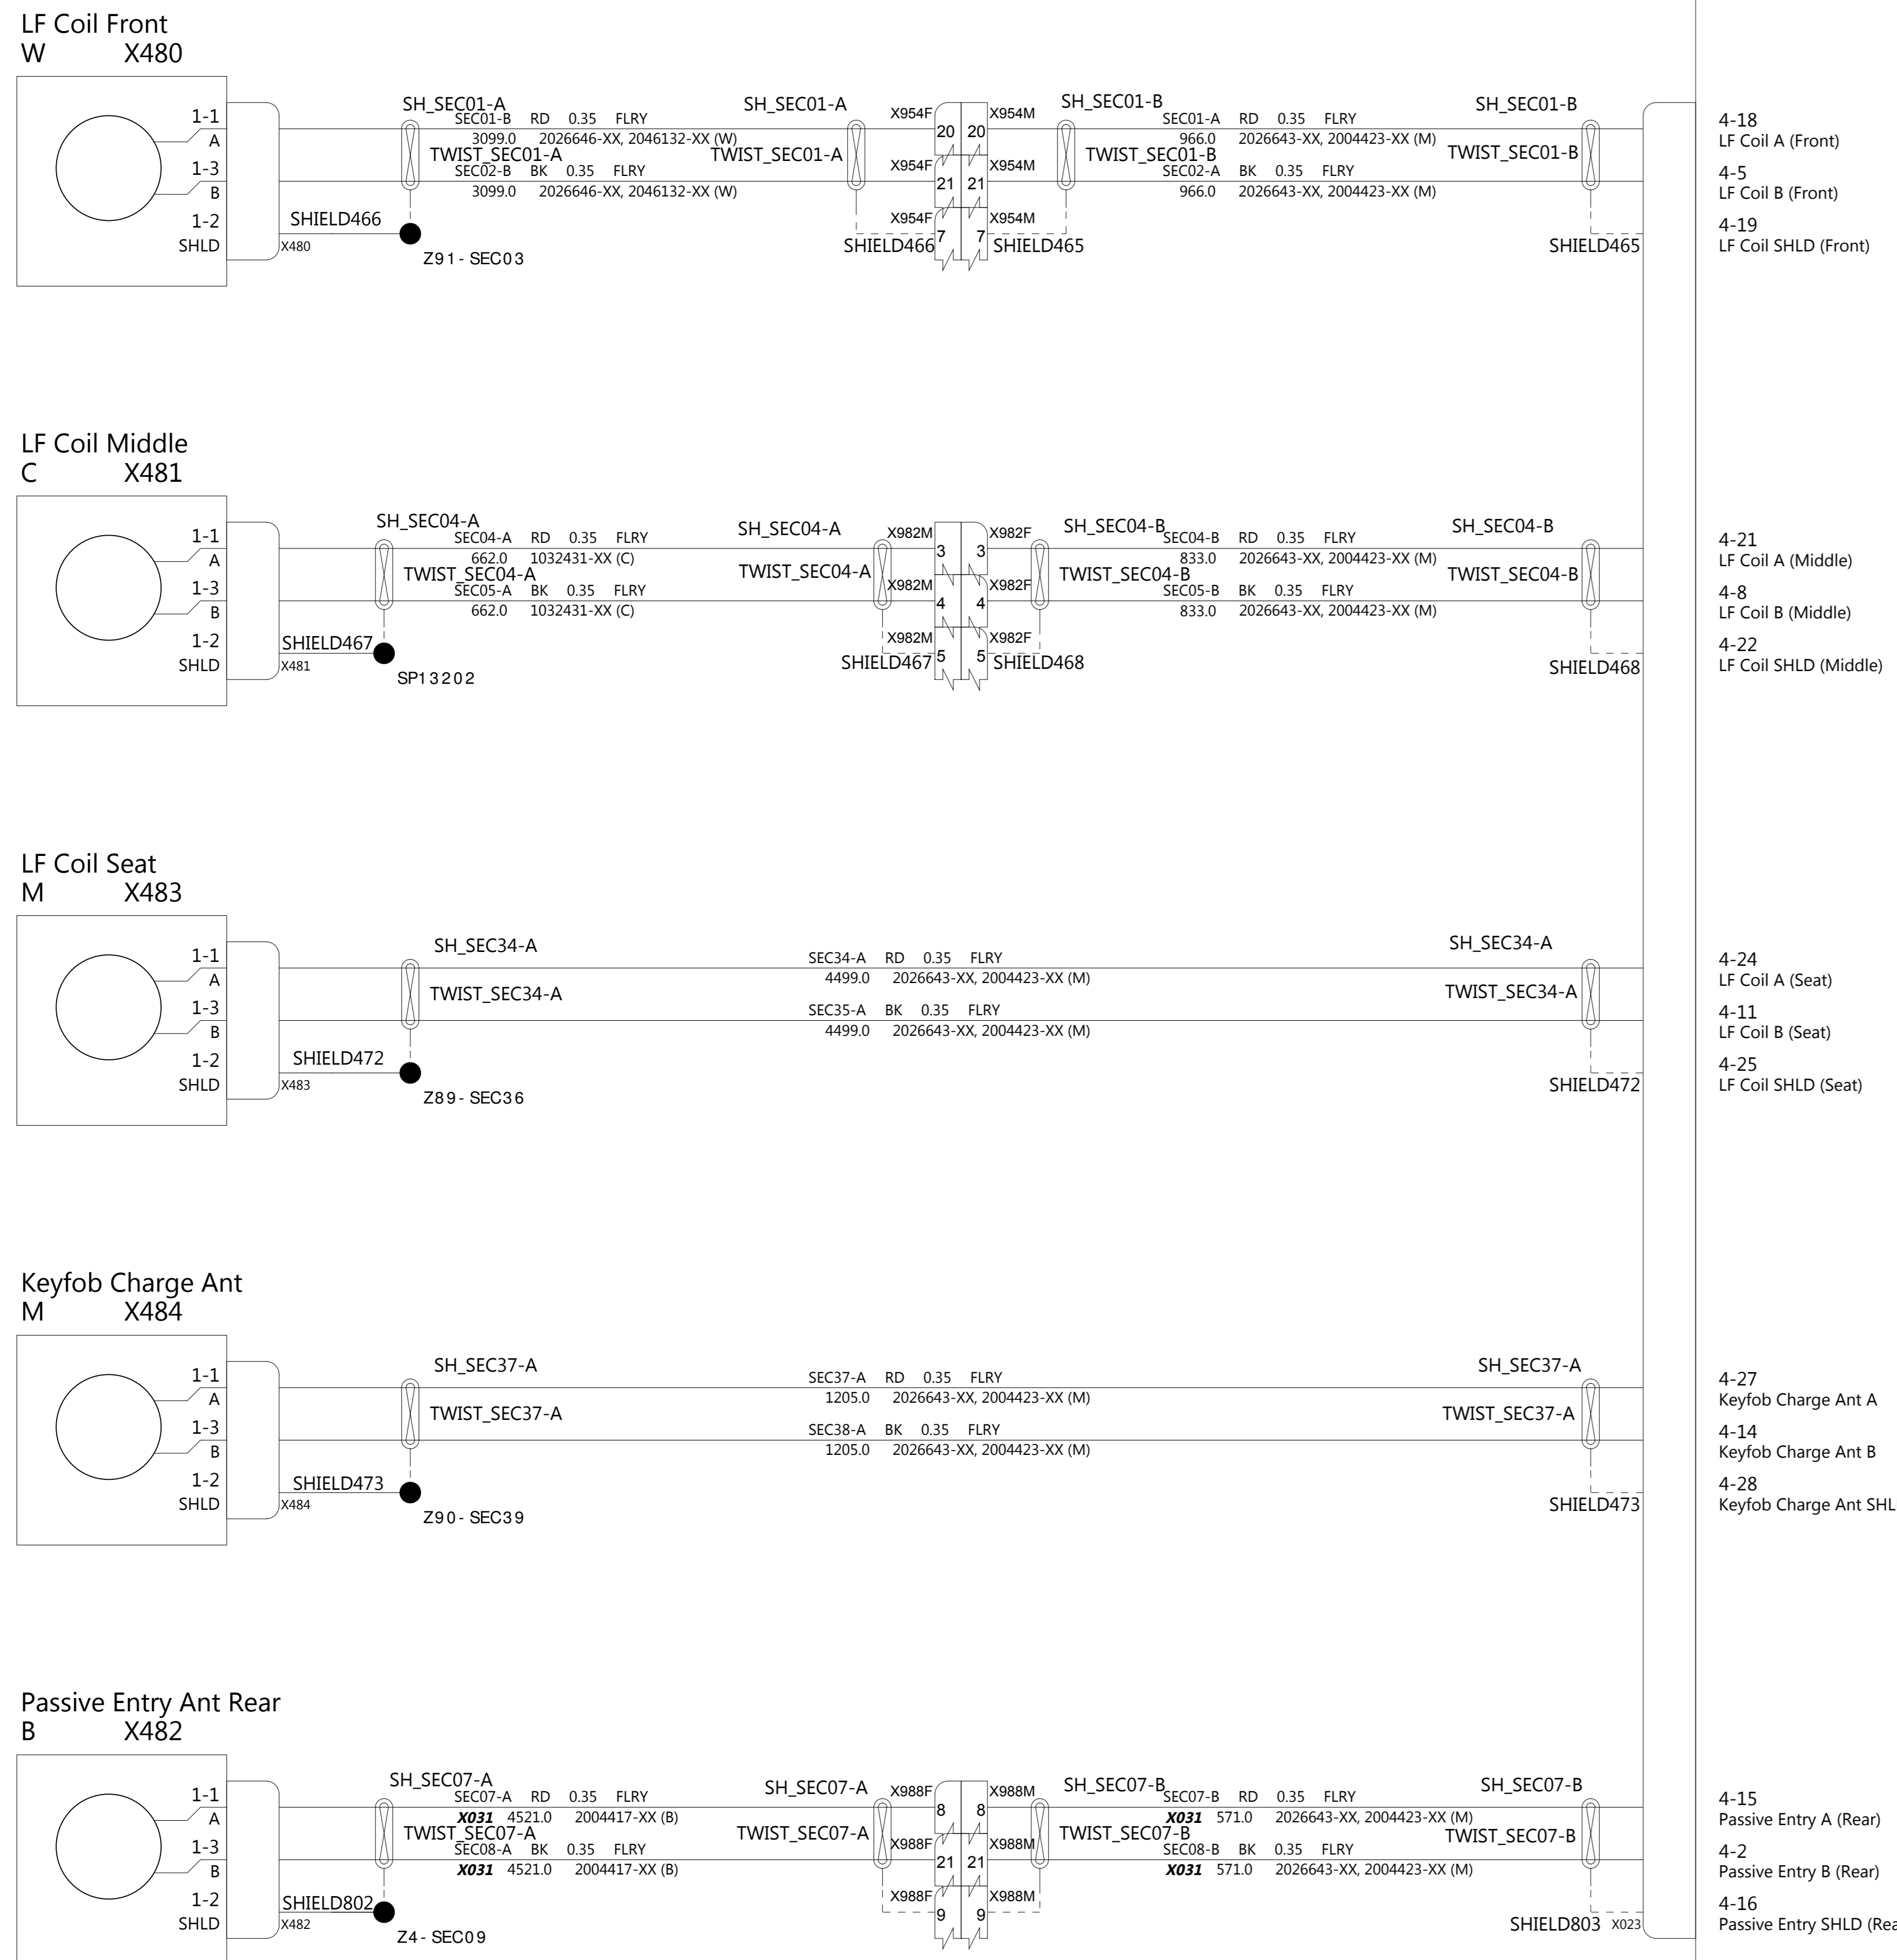 LF Coil Front
W X480
1-1
A
1-3
B
1-2
SHLD
X480
SHIELD466
Z91-SEC03
SH_SEC01-A
SEC01-B RD 0.35 FLRY
3099.0 2026646-XX, 2046132-XX (W)
TWIST_SEC01-A
SEC02-B BK 0.35 FLRY
3099.0 2026646-XX, 2046132-XX (W)
SH_SEC01-A
TWIST_SEC01-A
SHIELD466
X954F 20 20 X954M
X954F 21 21 X954M
X954F 7 7 X954M
SHIELD465
SH_SEC01-B
SEC01-A RD 0.35 FLRY
966.0 2026643-XX, 2004423-XX (M)
TWIST_SEC01-B
SEC02-A BK 0.35 FLRY
966.0 2026643-XX, 2004423-XX (M)
SH_SEC01-B
TWIST_SEC01-B
SHIELD465
4-18
LF Coil A (Front)
4-5
LF Coil B (Front)
4-19
LF Coil SHLD (Front)
LF Coil Middle
C X481
1-1
A
1-3
B
1-2
SHLD
X481
SHIELD467
SP13202
SH_SEC04-A
SEC04-A RD 0.35 FLRY
662.0 1032431-XX (C)
TWIST_SEC04-A
SEC05-A BK 0.35 FLRY
662.0 1032431-XX (C)
SH_SEC04-A
TWIST_SEC04-A
SHIELD467
X982M 3 3 X982F
X982M 4 4 X982F
X982M 5 5 X982F
SHIELD468
SH_SEC04-B
SEC04-B RD 0.35 FLRY
833.0 2026643-XX, 2004423-XX (M)
TWIST_SEC04-B
SEC05-B BK 0.35 FLRY
833.0 2026643-XX, 2004423-XX (M)
SH_SEC04-B
TWIST_SEC04-B
SHIELD468
4-21
LF Coil A (Middle)
4-8
LF Coil B (Middle)
4-22
LF Coil SHLD (Middle)
LF Coil Seat
M X483
1-1
A
1-3
B
1-2
SHLD
X483
SHIELD472
Z89-SEC36
SH_SEC34-A
TWIST_SEC34-A
SEC34-A RD 0.35 FLRY
4499.0 2026643-XX, 2004423-XX (M)
SEC35-A BK 0.35 FLRY
4499.0 2026643-XX, 2004423-XX (M)
SH_SEC34-A
TWIST_SEC34-A
SHIELD472
4-24
LF Coil A (Seat)
4-11
LF Coil B (Seat)
4-25
LF Coil SHLD (Seat)
Keyfob Charge Ant
M X484
1-1
A
1-3
B
1-2
SHLD
X484
SHIELD473
Z90-SEC39
SH_SEC37-A
TWIST_SEC37-A
SEC37-A RD 0.35 FLRY
1205.0 2026643-XX, 2004423-XX (M)
SEC38-A BK 0.35 FLRY
1205.0 2026643-XX, 2004423-XX (M)
SH_SEC37-A
TWIST_SEC37-A
SHIELD473
4-27
Keyfob Charge Ant A
4-14
Keyfob Charge Ant B
4-28
Keyfob Charge Ant SHL
Passive Entry Ant Rear
B X482
1-1
A
1-3
B
1-2
SHLD
X482
SHIELD802
Z4-SEC09
SH_SEC07-A
SEC07-A RD 0.35 FLRY
X031 4521.0 2004417-XX (B)
TWIST_SEC07-A
SEC08-A BK 0.35 FLRY
X031 4521.0 2004417-XX (B)
SH_SEC07-A
TWIST_SEC07-A
X988F 8 8 X988M
X988F 21 21 X988M
X988F 9 9 X988M
SH_SEC07-B
SEC07-B RD 0.35 FLRY
X031 571.0 2026643-XX, 2004423-XX (M)
TWIST_SEC07-B
SEC08-B BK 0.35 FLRY
X031 571.0 2026643-XX, 2004423-XX (M)
SH_SEC07-B
TWIST_SEC07-B
SHIELD803 X023
4-15
Passive Entry A (Rear)
4-2
Passive Entry B (Rear)
4-16
Passive Entry SHLD (Rea